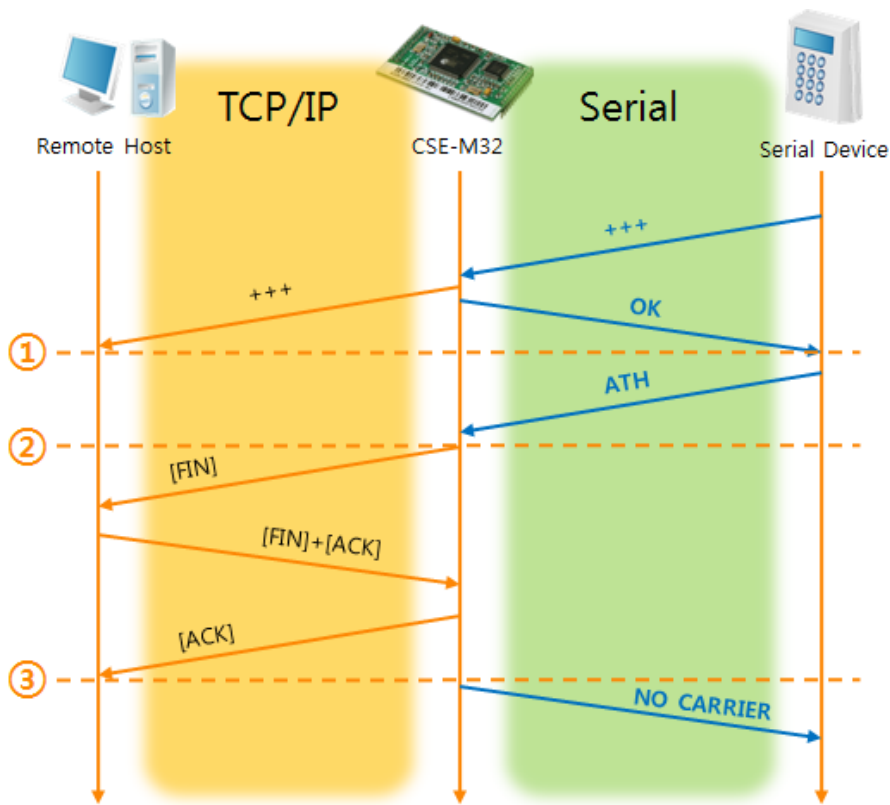 TCP/IP
Serial
Remote Host
CSE-M32
Serial Device
+++
+++
OK
①
ATH
②
[FIN]
[FIN]+[ACK]
[ACK]
③
NO CARRIER